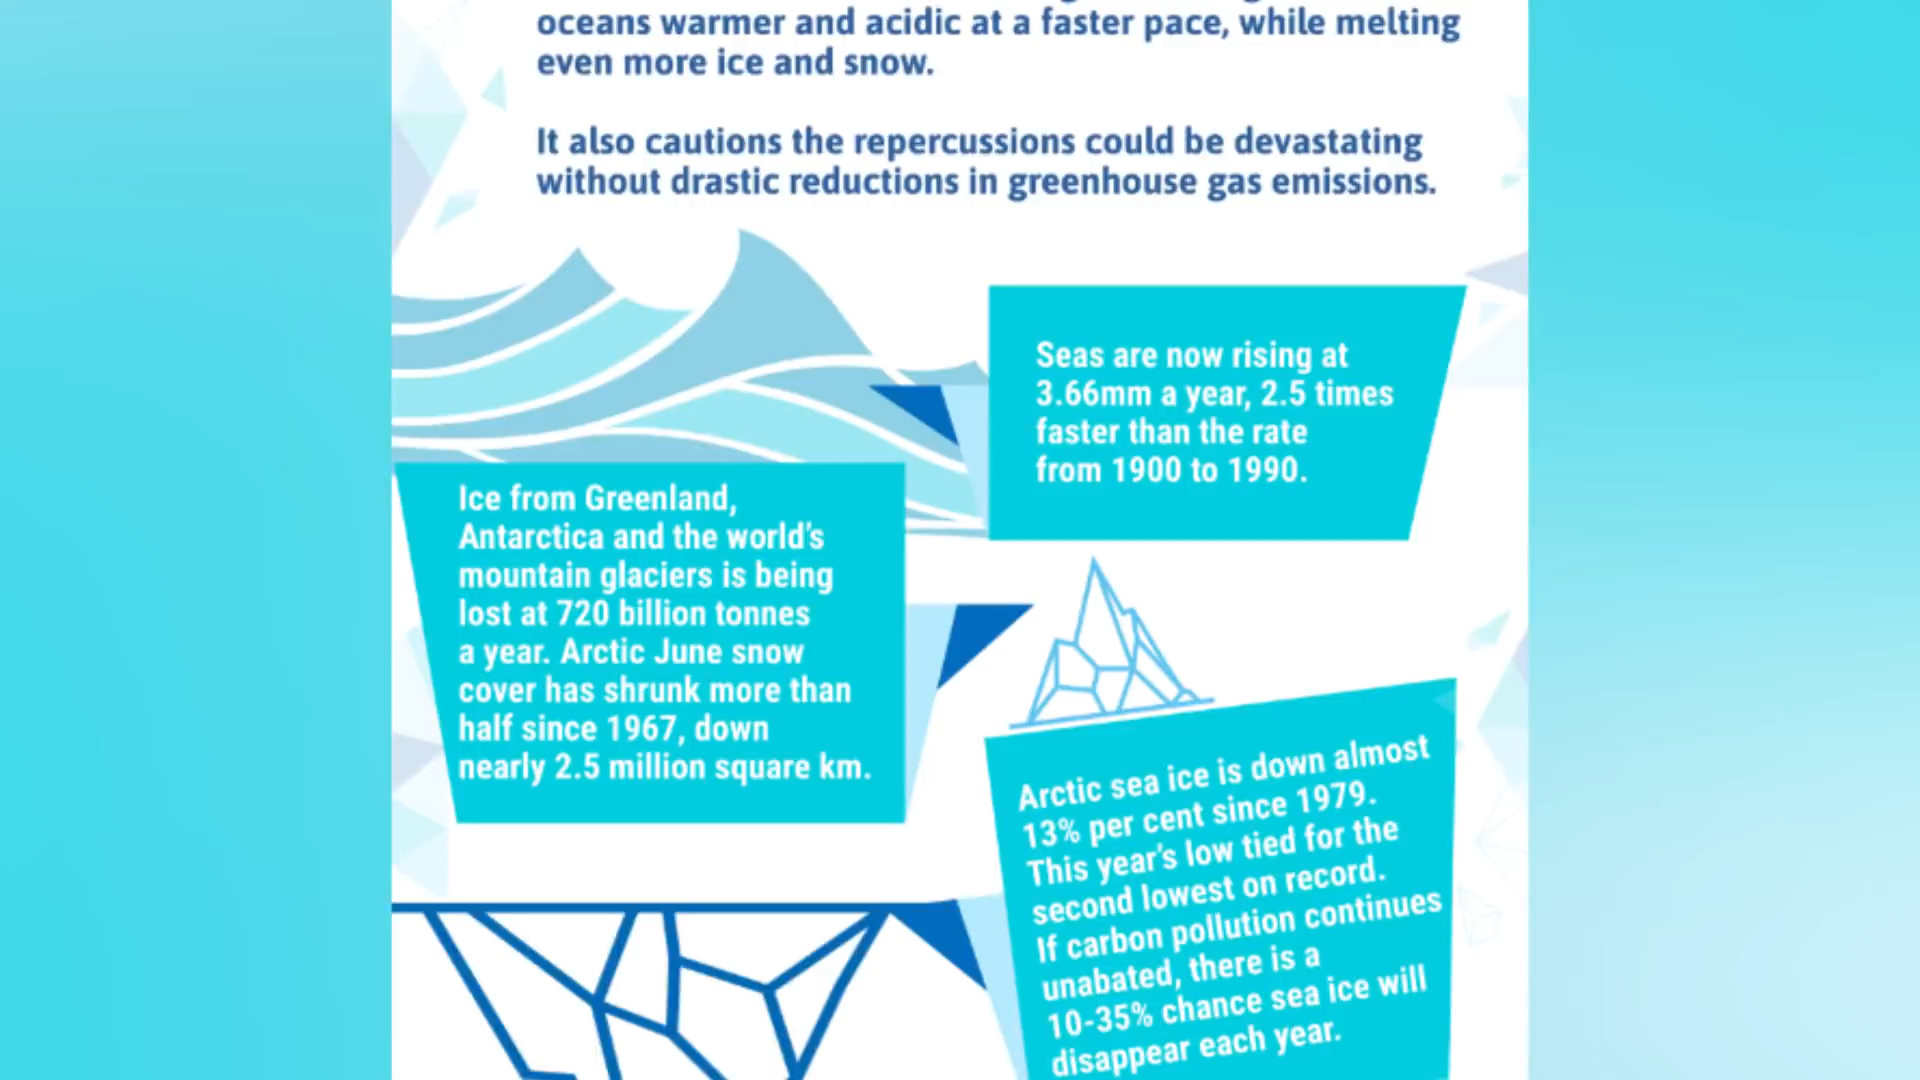 oceans warmer and acidic at a faster pace, while melting
even more ice and snow.
It also cautions the repercussions could be devastating
without drastic reductions in greenhouse gas emissions.
Seas are now rising at
3.66mm a year, 2.5 times
faster than the rate
from 1900 to 1990.
Ice from Greenland,
Antarctica and the world's
mountain glaciers is being
lost at 720 billion tonnes
a year. Arctic June snow
cover has shrunk more than
half since 1967, down
nearly 2.5 million square km.
Arctic sea ice is down almost
13% per cent since 1979.
This year's low tied for the
second lowest on record.
If carbon pollution continues
unabated, there is a
10-35% chance sea ice will
disappear each year.